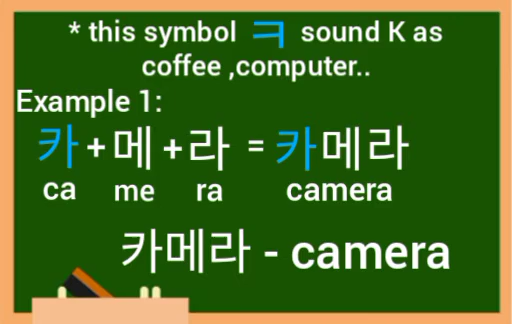 * this symbol ㅋ sound K as
coffee ,computer..
Example 1:
카 + 메 + 라 = 카메라
ca me ra camera
카메라 - camera